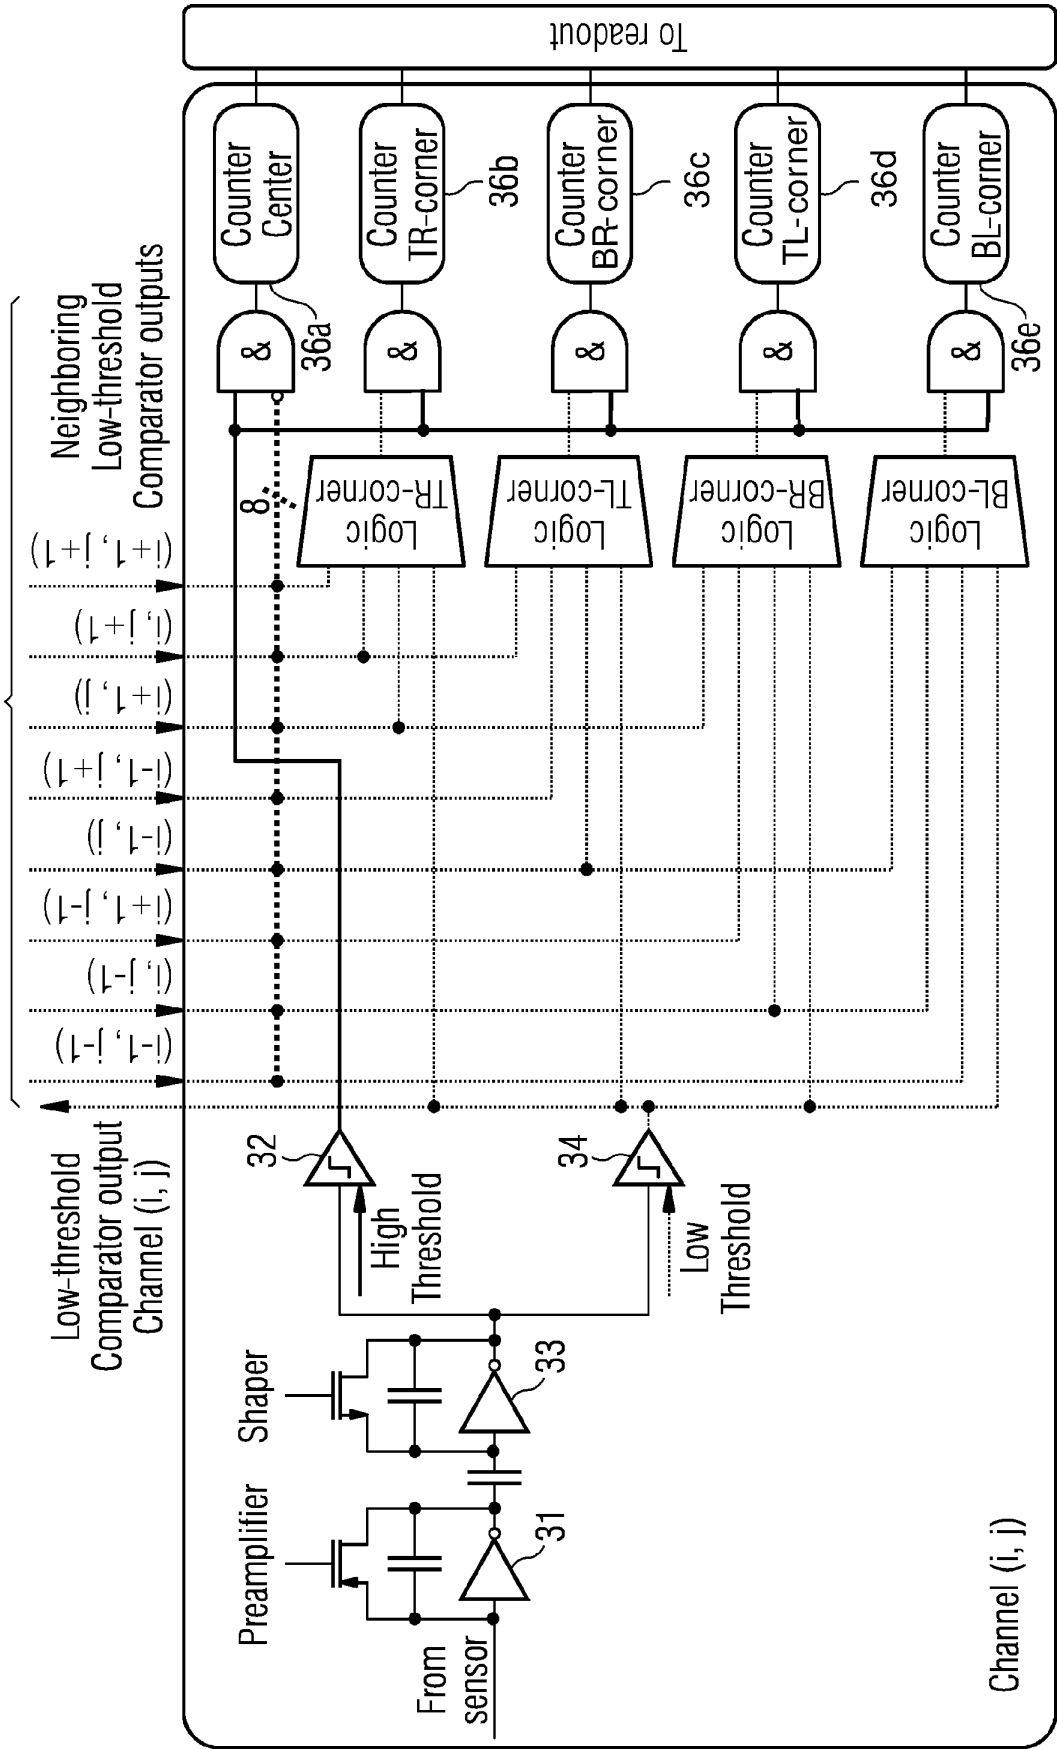 To readout
Counter
Center
Counter
TR-corner
Counter
BR-corner
Counter
TL-corner
Counter
BL-corner
36a
36b
36c
36d
36e
&
&
&
&
&
Neighboring
Low-threshold
Comparator outputs
8
TR-corner
Logic
TL-corner
Logic
BR-corner
Logic
BL-corner
Logic
(i+1, j+1)
(i, j+1)
(i+1, j)
(i-1, j+1)
(i-1, j)
(i+1, j-1)
(i, j-1)
(i-1, j-1)
Low-threshold
Comparator output
Channel (i, j)
32
High
Threshold
34
Low
Threshold
Shaper
33
Preamplifier
31
From
sensor
Channel (i, j)